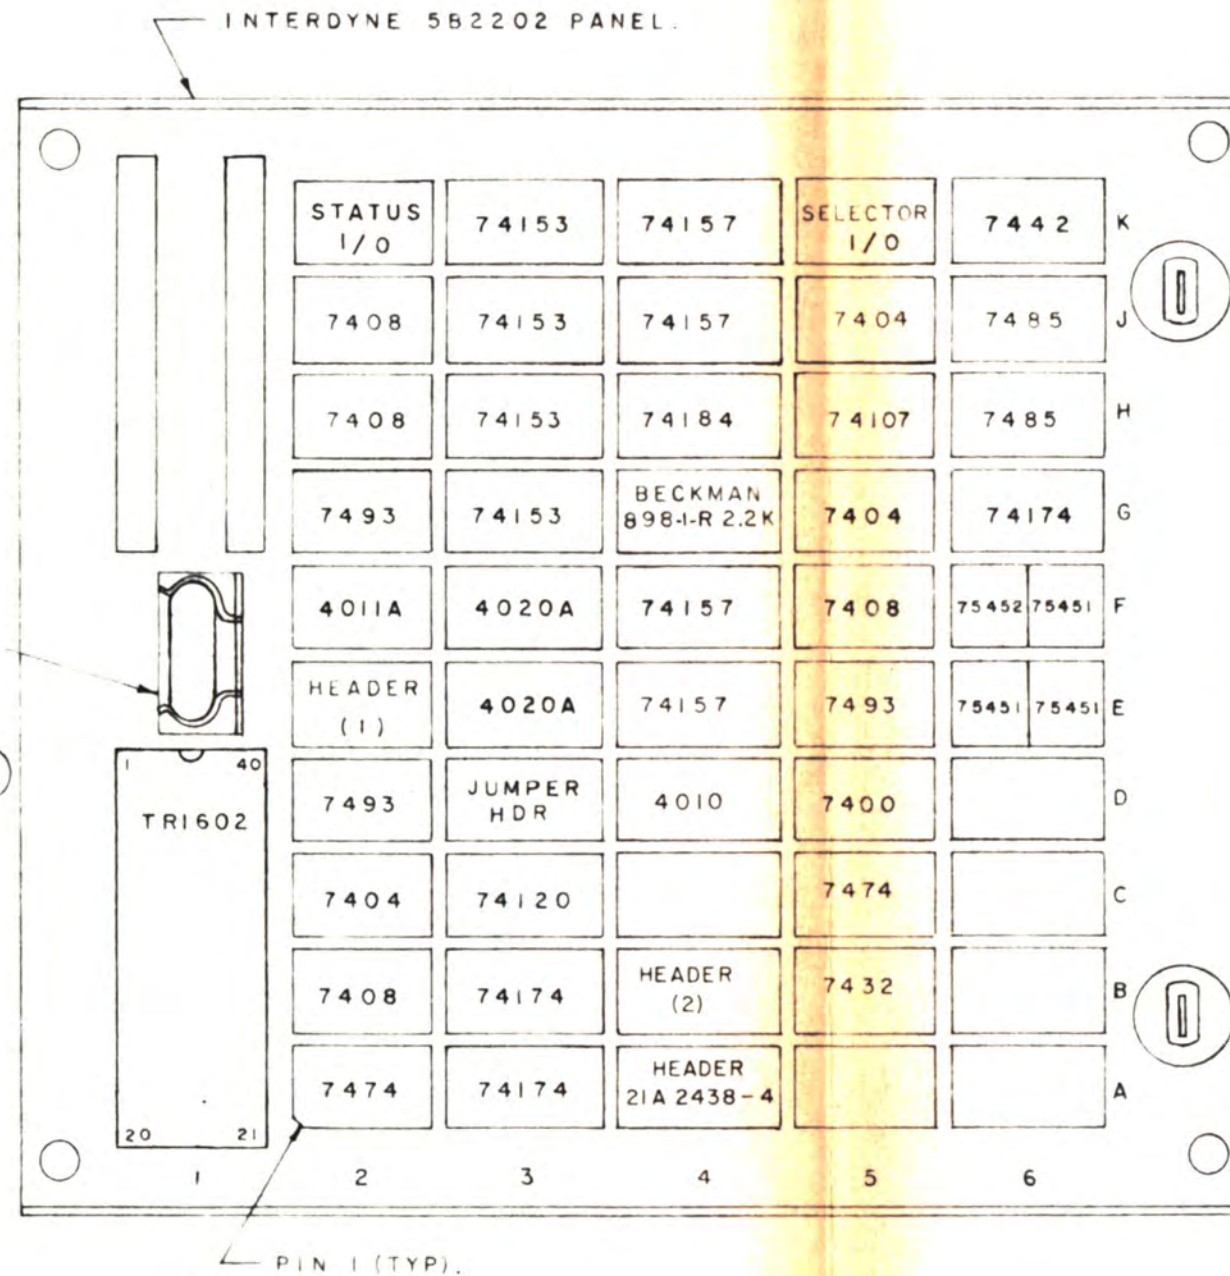 INTERDYNE 5B2202 PANEL.
STATUS I/O 74153 74157 SELECTOR I/O 7442 K
7408 74153 74157 7404 7485 J
7408 74153 74184 74107 7485 H
7493 74153 BECKMAN 898-1-R 2.2K 7404 74174 G
4011A 4020A 74157 7408 75452 75451 F
HEADER (1) 4020A 74157 7493 75451 75451 E
1 40
TR1602
7493 JUMPER HDR 4010 7400 D
7404 74120 7474 C
7408 74174 HEADER (2) 7432 B
7474 74174 HEADER 21A 2438-4 A
20 21
1 2 3 4 5 6
PIN 1 (TYP).